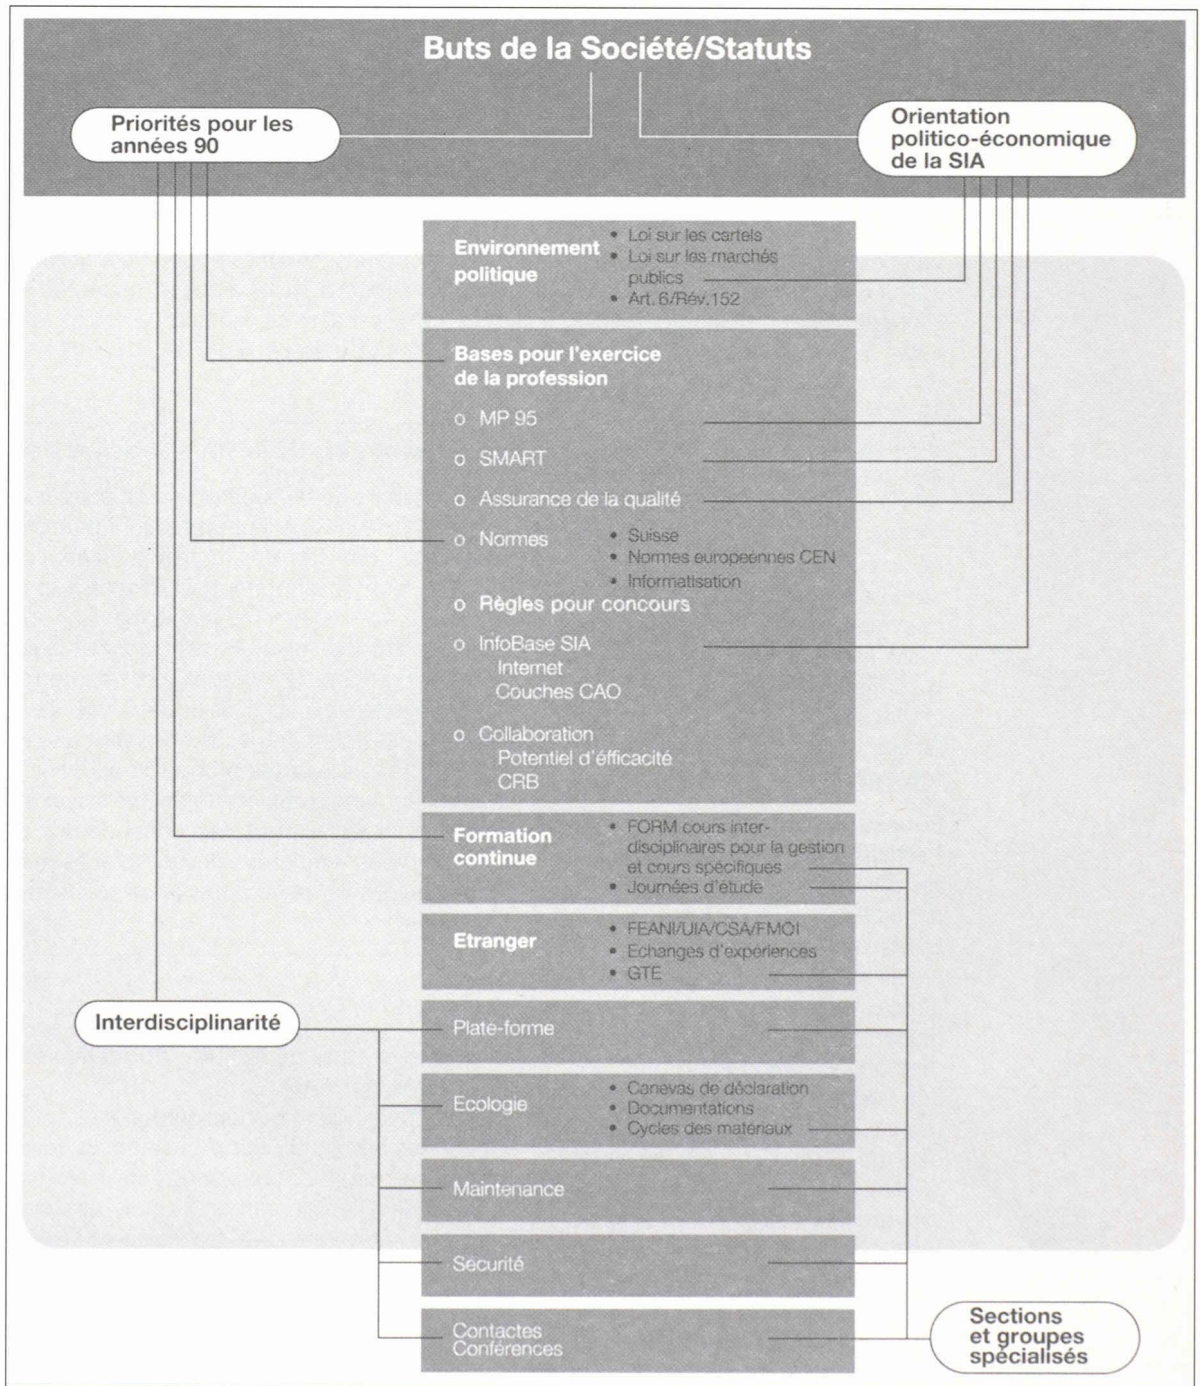 Buts de la Société/Statuts
Priorités pour les
années 90
Orientation
politico-économique
de la SIA
Environnement
politique
• Loi sur les cartels
• Loi sur les marchés
publics
• Art. 6/Rév.152
Bases pour l'exercice
de la profession
o MP 95
o SMART
o Assurance de la qualité
o Normes
• Suisse
• Normes européennes CEN
• Informatisation
o Règles pour concours
o InfoBase SIA
Internet
Couches CAO
o Collaboration
Potentiel d'éfficacité
CRB
Formation
continue
• FORM cours inter-
disciplinaires pour la gestion
et cours spécifiques
• Journées d'étude
Etranger
• FEANI/UIA/CSA/FMOI
• Echanges d'expériences
• GTE
Interdisciplinarité
Plate-forme
Ecologie
• Canevas de déclaration
• Documentations
• Cycles des matériaux
Maintenance
Sécurité
Contactes
Conférences
Sections
et groupes
spécialisés